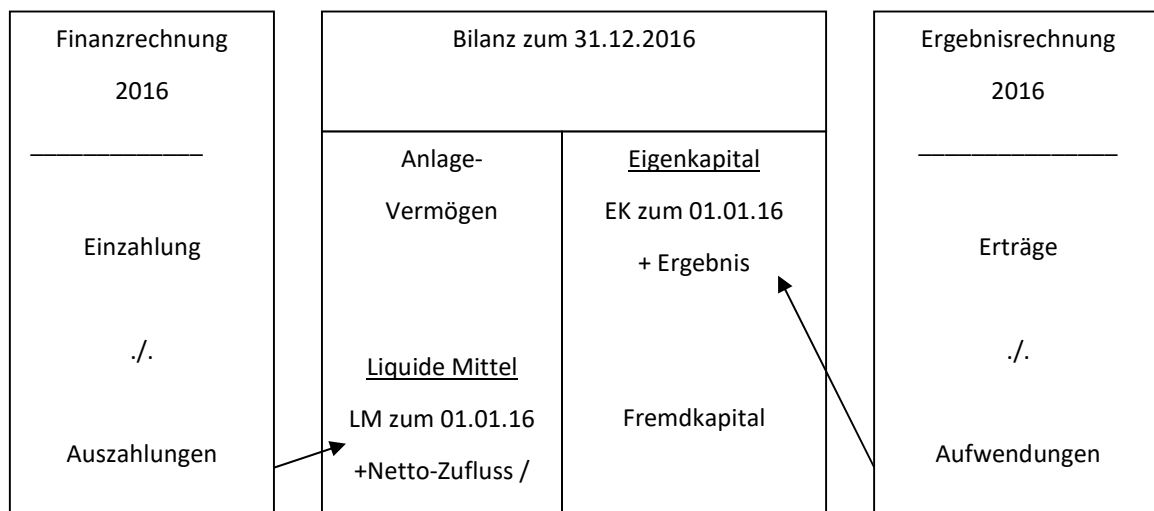 Finanzrechnung
2016
Einzahlung
./.
Auszahlungen
Bilanz zum 31.12.2016
Anlage-
Vermögen
Liquide Mittel
LM zum 01.01.16
+Netto-Zufluss /
Eigenkapital
EK zum 01.01.16
+ Ergebnis
Fremdkapital
Ergebnisrechnung
2016
Erträge
./.
Aufwendungen